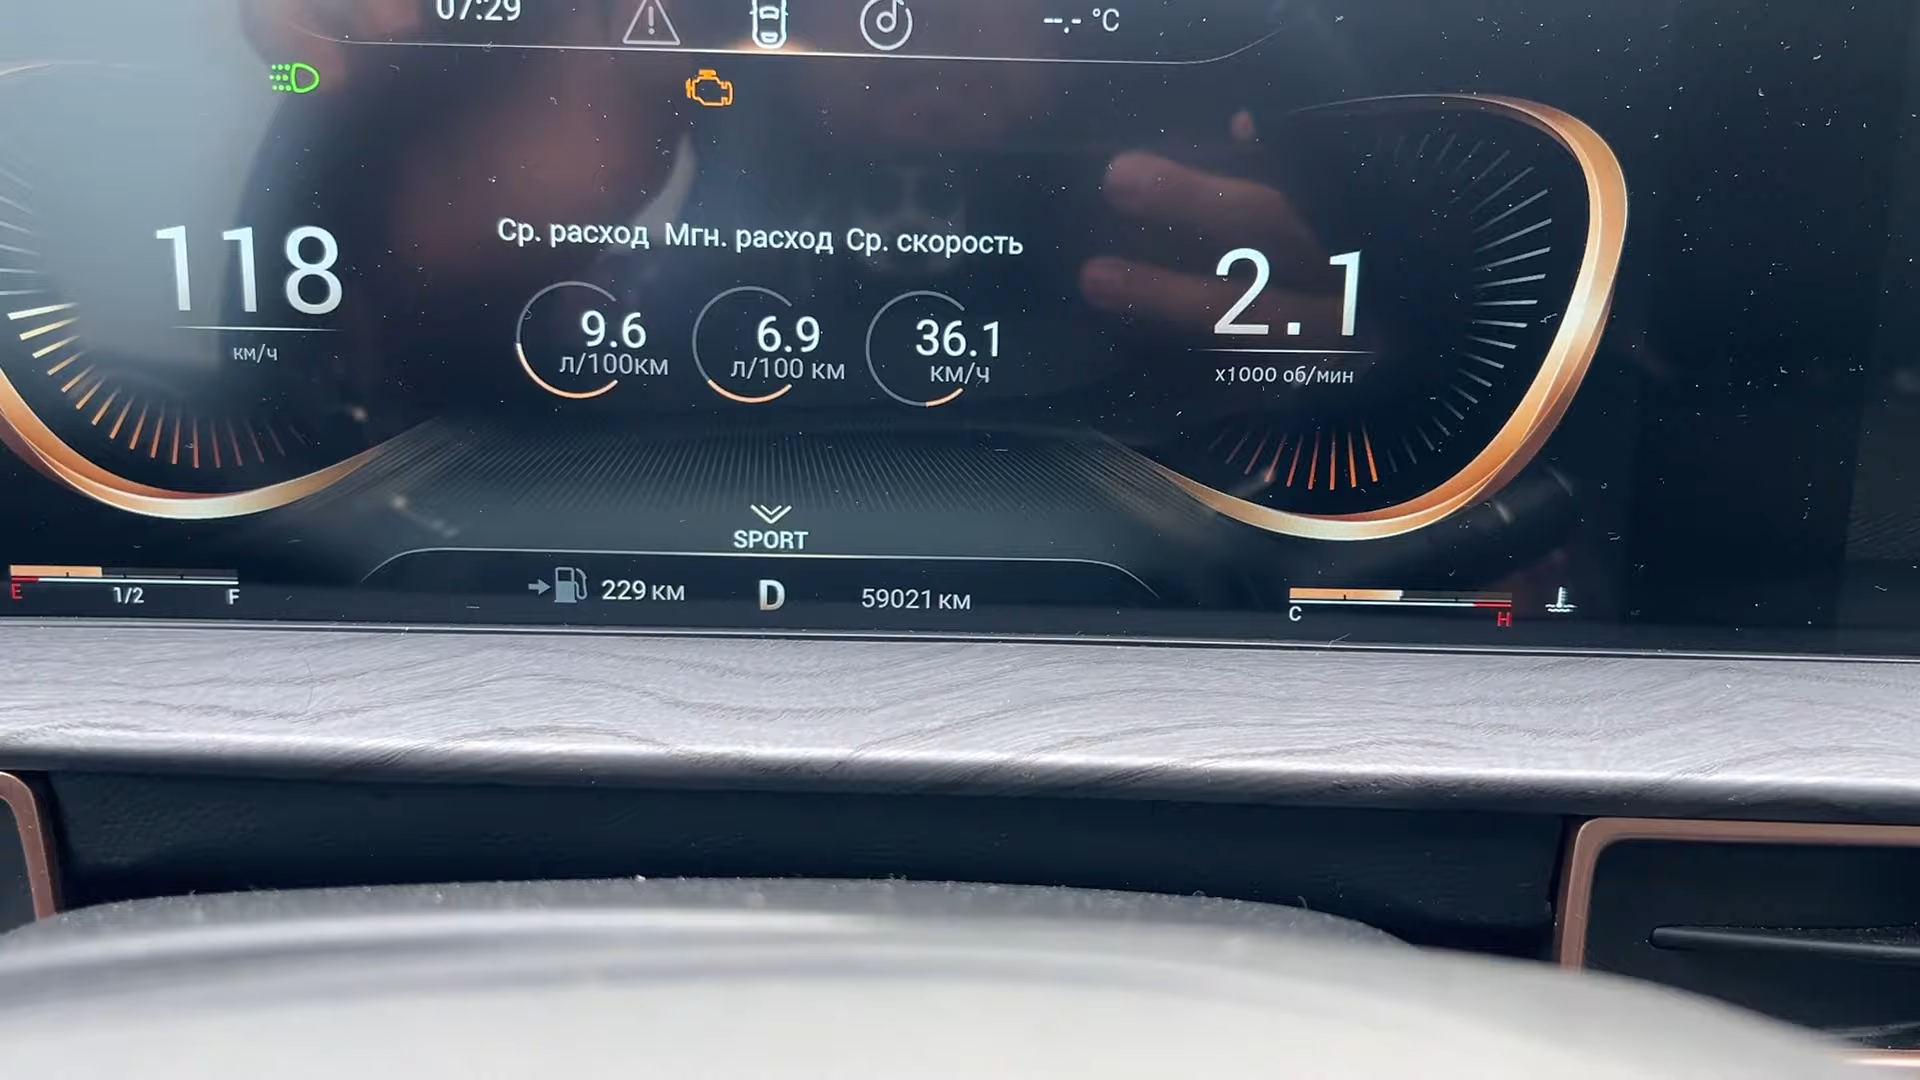 07:29
--.- °C
118
км/ч
Ср. расход Мгн. расход Ср. скорость
9.6
л/100км
6.9
л/100 км
36.1
км/ч
2.1
x1000 об/мин
SPORT
E 1/2 F
229 км
D
59021 км
C H